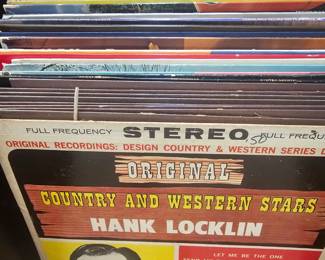 FULL FREQUENCY STEREO FULL FREQU
ORIGINAL RECORDINGS: DESIGN COUNTRY & WESTERN SERIES
ORIGINAL
COUNTRY AND WESTERN STARS
HANK LOCKLIN
LET ME BE THE ONE